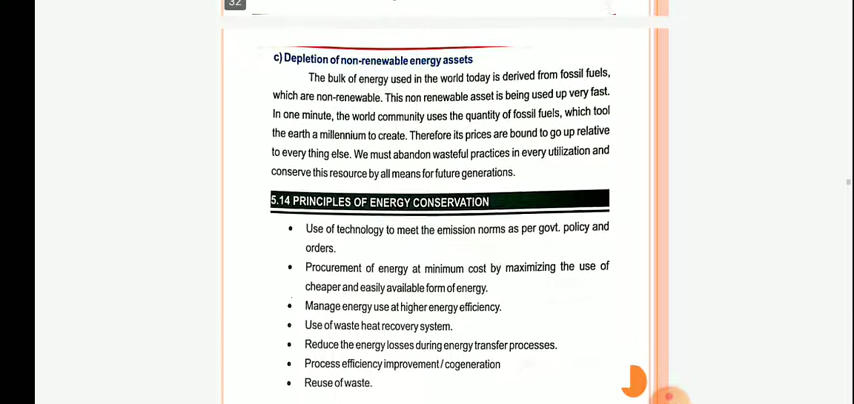 32
c) Depletion of non-renewable energy assets
The bulk of energy used in the world today is derived from fossil fuels,
which are non-renewable. This non renewable asset is being used up very fast.
In one minute, the world community uses the quantity of fossil fuels, which tool
the earth a millennium to create. Therefore its prices are bound to go up relative
to every thing else. We must abandon wasteful practices in every utilization and
conserve this resource by all means for future generations.
5.14 PRINCIPLES OF ENERGY CONSERVATION
• Use of technology to meet the emission norms as per govt. policy and
orders.
• Procurement of energy at minimum cost by maximizing the use of
cheaper and easily available form of energy.
• Manage energy use at higher energy efficiency.
• Use of waste heat recovery system.
• Reduce the energy losses during energy transfer processes.
• Process efficiency improvement / cogeneration
• Reuse of waste.